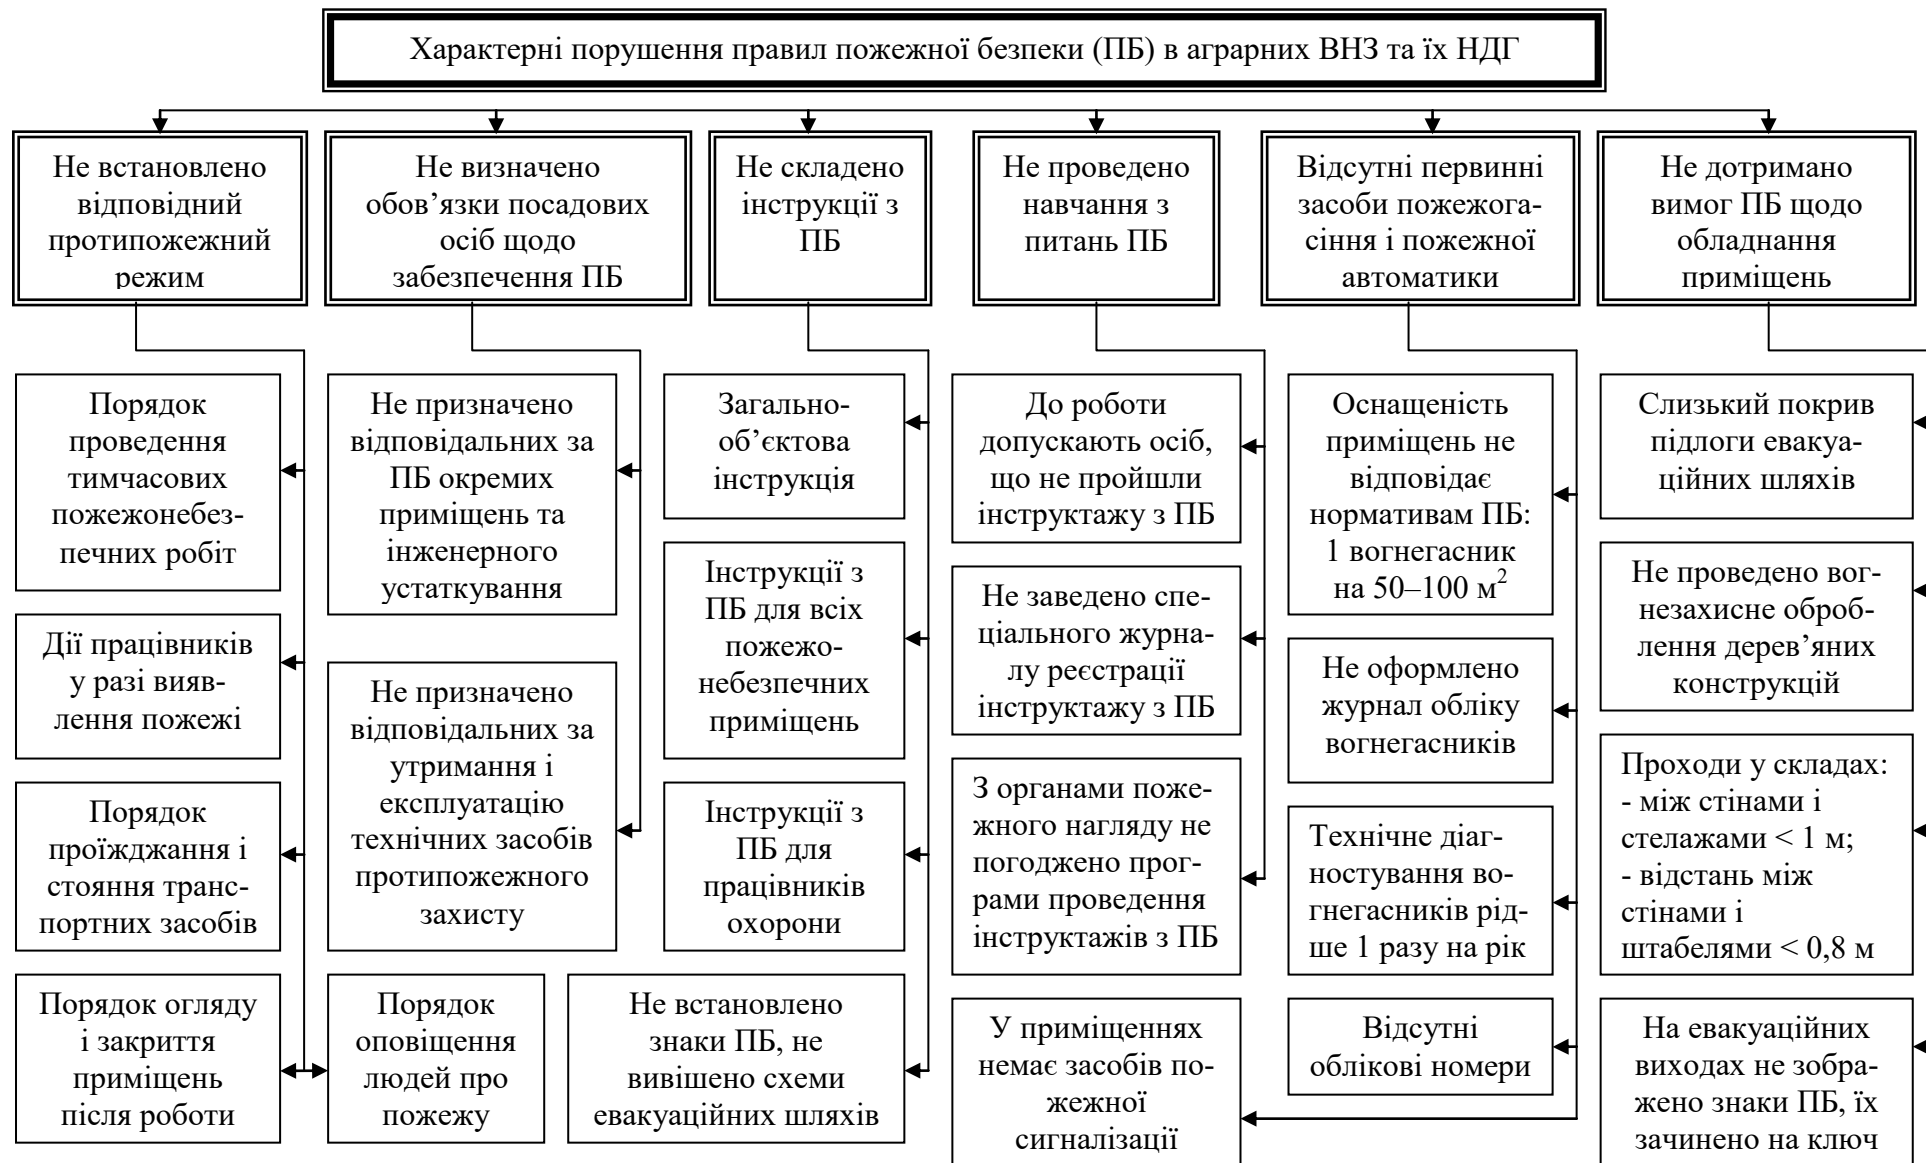 Характерні порушення правил пожежної безпеки (ПБ) в аграрних ВНЗ та їх НДГ
Не встановлено
відповідний
протипожежний
режим
Не визначено
обов’язки посадових
осіб щодо
забезпечення ПБ
Не складено
інструкції з
ПБ
Не проведено
навчання з
питань ПБ
Відсутні первинні
засоби пожежога-
сіння і пожежної
автоматики
Не дотримано
вимог ПБ щодо
обладнання
приміщень
Порядок
проведення
тимчасових
пожежонебез-
печних робіт
Дії працівників
у разі вияв-
лення пожежі
Порядок
проїжджання і
стояння транс-
портних засобів
Порядок огляду
і закриття
приміщень
після роботи
Порядок
оповіщення
людей про
пожежу
Не призначено
відповідальних за
ПБ окремих
приміщень та
інженерного
устаткування
Не призначено
відповідальних за
утримання і
експлуатацію
технічних засобів
протипожежного
захисту
Загально-
об’єктова
інструкція
Інструкції з
ПБ для всіх
пожежо-
небезпечних
приміщень
Інструкції з
ПБ для
працівників
охорони
Не встановлено
знаки ПБ, не
вивішено схеми
евакуаційних шляхів
До роботи
допускають осіб,
що не пройшли
інструктажу з ПБ
Не заведено спе-
ціального журна-
лу реєстрації
інструктажу з ПБ
З органами поже-
жного нагляду не
погоджено прог-
рами проведення
інструктажів з ПБ
У приміщеннях
немає засобів по-
жежної
сигналізації
Оснащеність
приміщень не
відповідає
нормативам ПБ:
1 вогнегасник
на 50–100 м²
Не оформлено
журнал обліку
вогнегасників
Технічне діаг-
ностування во-
гнегасників рід-
ше 1 разу на рік
Відсутні
облікові номери
Слизький покрив
підлоги евакуа-
ційних шляхів
Не проведено вог-
незахисне оброб-
лення дерев’яних
конструкцій
Проходи у складах:
- між стінами і
стелажами < 1 м;
- відстань між
стінами і
штабелями < 0,8 м
На евакуаційних
виходах не зобра-
жено знаки ПБ, їх
зачинено на ключ